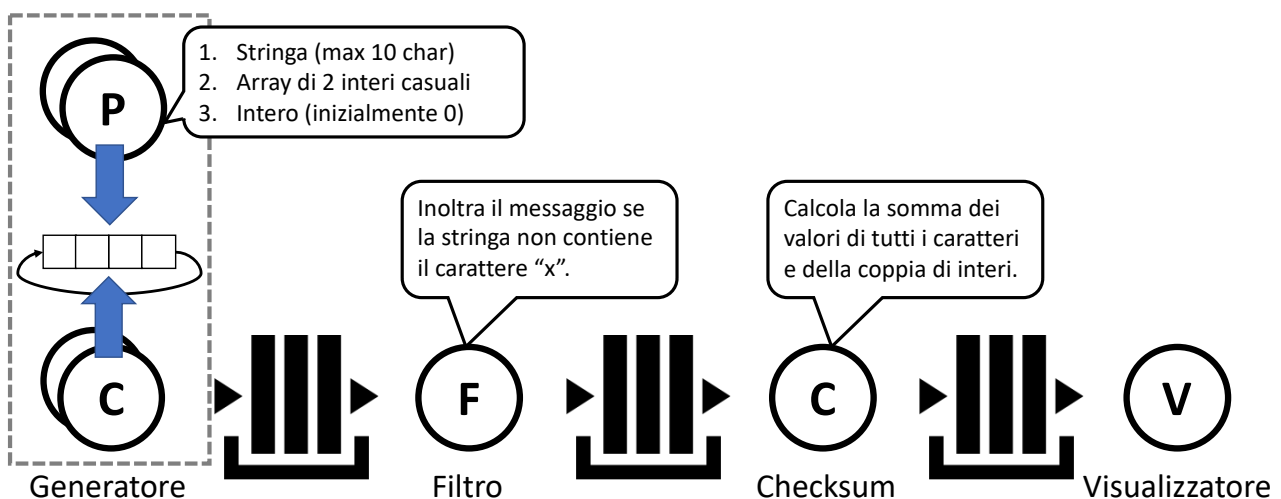 P
1. Stringa (max 10 char)
2. Array di 2 interi casuali
3. Intero (inizialmente 0)
Inoltra il messaggio se
la stringa non contiene
il carattere “x”.
Calcola la somma dei
valori di tutti i caratteri
e della coppia di interi.
C
F
C
V
Generatore
Filtro
Checksum
Visualizzatore